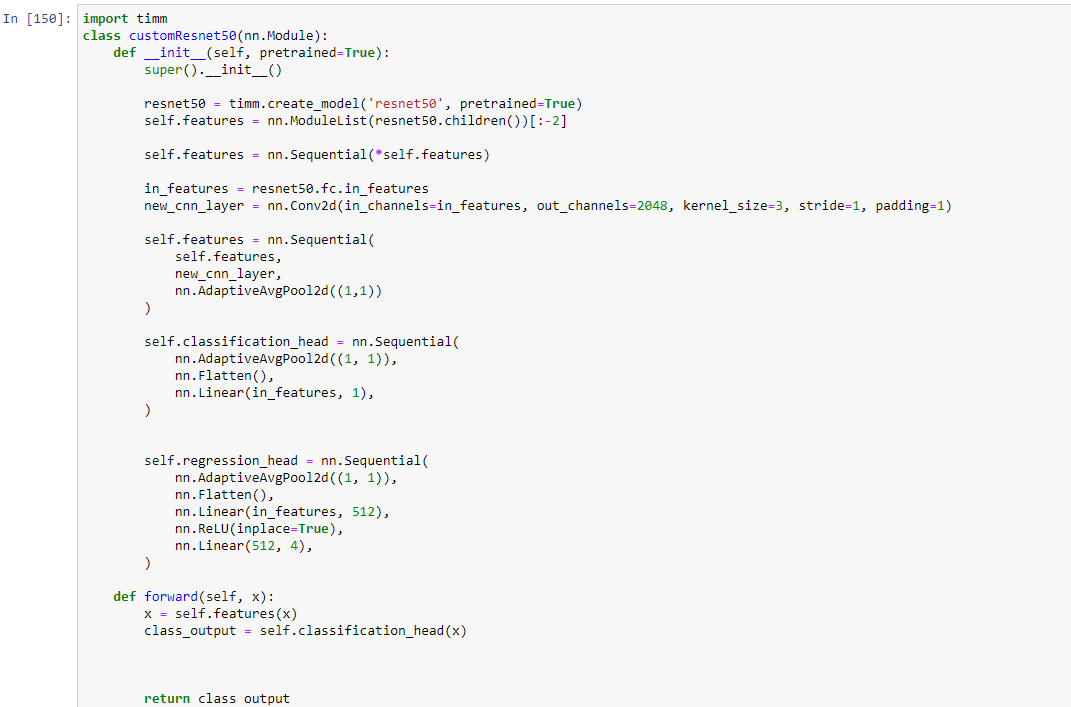 In [150]: import timm
class customResnet50(nn.Module):
    def __init__(self, pretrained=True):
        super().__init__()

        resnet50 = timm.create_model('resnet50', pretrained=True)
        self.features = nn.ModuleList(resnet50.children())[:-2]

        self.features = nn.Sequential(*self.features)

        in_features = resnet50.fc.in_features
        new_cnn_layer = nn.Conv2d(in_channels=in_features, out_channels=2048, kernel_size=3, stride=1, padding=1)

        self.features = nn.Sequential(
            self.features,
            new_cnn_layer,
            nn.AdaptiveAvgPool2d((1,1))
        )

        self.classification_head = nn.Sequential(
            nn.AdaptiveAvgPool2d((1, 1)),
            nn.Flatten(),
            nn.Linear(in_features, 1),
        )

        self.regression_head = nn.Sequential(
            nn.AdaptiveAvgPool2d((1, 1)),
            nn.Flatten(),
            nn.Linear(in_features, 512),
            nn.ReLU(inplace=True),
            nn.Linear(512, 4),
        )

    def forward(self, x):
        x = self.features(x)
        class_output = self.classification_head(x)

        return class output